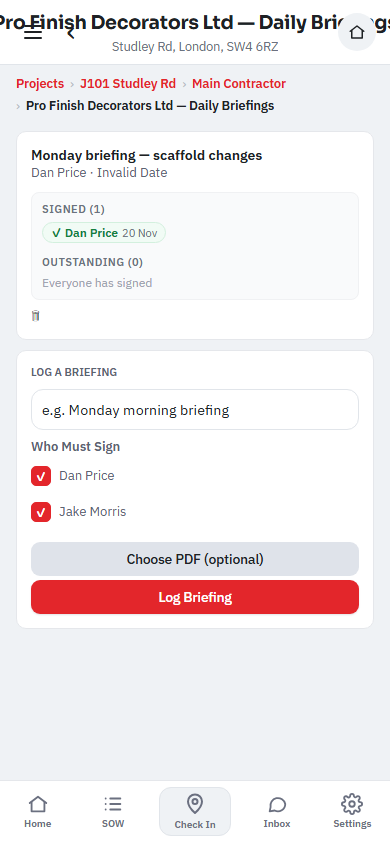 Pro Finish Decorators Ltd — Daily Briefings
Studley Rd, London, SW4 6RZ
Projects › J101 Studley Rd › Main Contractor
› Pro Finish Decorators Ltd — Daily Briefings
Monday briefing — scaffold changes
Dan Price · Invalid Date
SIGNED (1)
✓ Dan Price 20 Nov
OUTSTANDING (0)
Everyone has signed
LOG A BRIEFING
e.g. Monday morning briefing
Who Must Sign
Dan Price
Jake Morris
Choose PDF (optional)
Log Briefing
Home
SOW
Check In
Inbox
Settings